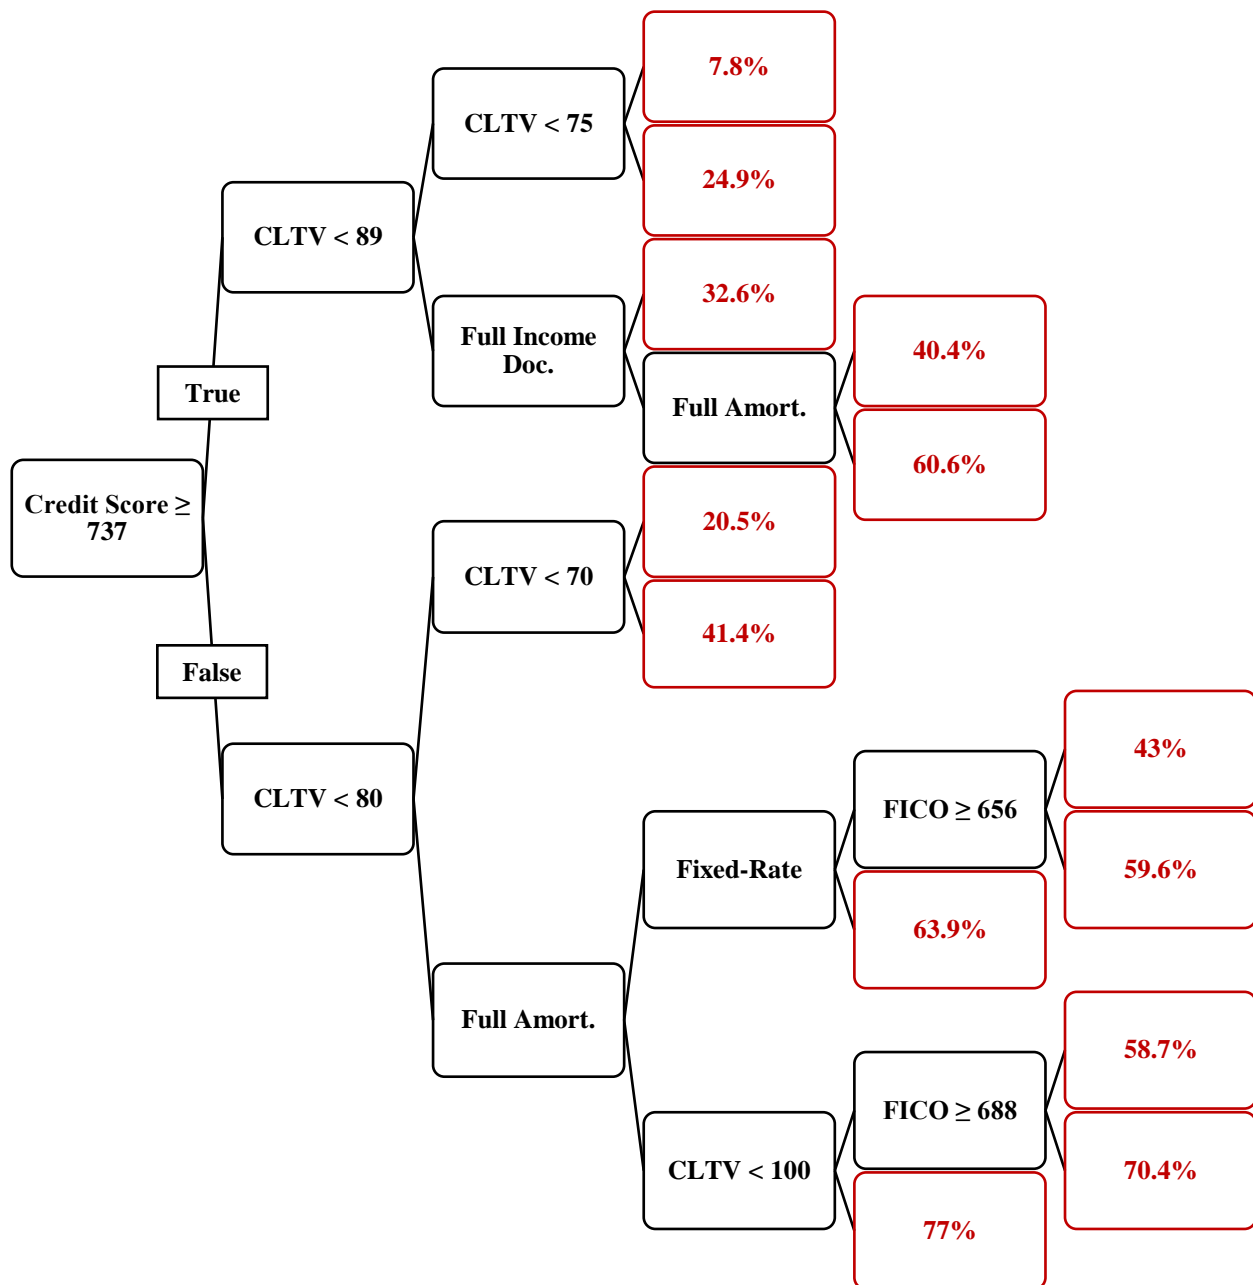 7.8%
CLTV < 75
24.9%
CLTV < 89
32.6%
Full Income
Doc.
40.4%
True
Full Amort.
60.6%
Credit Score ≥
737
20.5%
CLTV < 70
41.4%
False
43%
CLTV < 80
FICO ≥ 656
Fixed-Rate
59.6%
63.9%
Full Amort.
58.7%
FICO ≥ 688
CLTV < 100
70.4%
77%